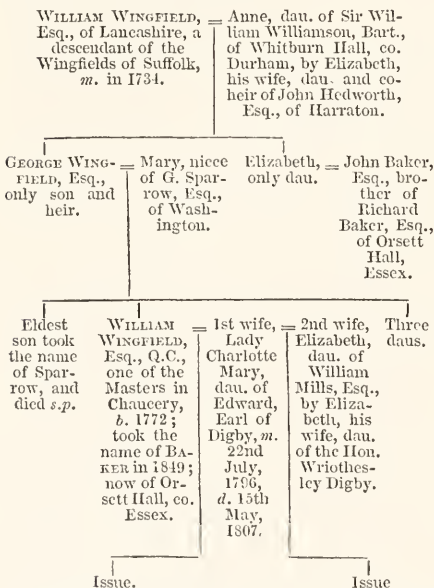 WILLIAM WINGFIELD,
Esq., of Lancashire, a
descendant of the
Wingfields of Suffolk,
m. in 1734.
=
Anne, dau. of Sir Wil-
liam Williamson, Bart.,
of Whitburn Hall, co.
Durham, by Elizabeth,
his wife, dau. and co-
heir of John Hedworth,
Esq., of Harraton.
GEORGE WING-
FIELD, Esq.,
only son and
heir.
=
Mary, niece
of G. Spar-
row, Esq.,
of Wash-
ington.
Elizabeth,
only dau.
=
John Baker,
Esq., bro-
ther of
Richard
Baker, Esq.,
of Orsett
Hall,
Essex.
Eldest
son took
the name
of Spar-
row, and
died s.p.
WILLIAM
WINGFIELD,
Esq., Q.C.,
one of the
Masters in
Chaucery,
b. 1772;
took the
name of BA-
KER in 1849;
now of Or-
sett Hall, co.
Essex.
=
1st wife,
Lady
Charlotte
Mary,
dau. of
Edward,
Earl of
Digby, m.
22nd
July,
1796,
d. 15th
May,
1807.
=
2nd wife,
Elizabeth,
dau. of
William
Mills, Esq.,
by Eliza-
beth, his
wife, dau.
of the Hon.
Wriothes-
ley Digby.
Three
daus.
Issue.
Issue